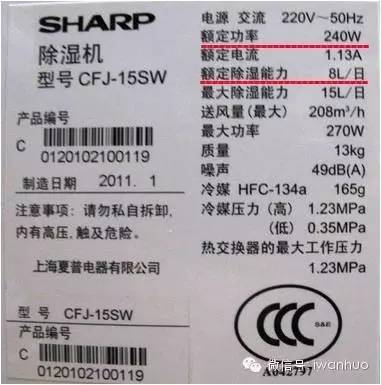 SHARP
除湿机
型号 CFJ-15SW
产品编号
C
0120102100119
制造日期 2011. 1
注意事项: 请勿私自拆卸,
内有高压, 触及危险。
上海夏普电器有限公司
型 号 CFJ-15SW
产品编号
C
0120102100119
电源 交流 220V～50Hz
额定功率 240W
额定电流 1.13A
额定除湿能力 8L/日
最大除湿能力 15L/日
送风量(最大) 208m³/h
最大功率 270W
质量 13kg
噪声 49dB(A)
冷媒 HFC-134a 165g
冷媒压力 (高) 1.23MPa
(低) 0.35MPa
热交换器的最大工作压力
1.23MPa
CCC
S&E
A042797
微信号: iwanhuo